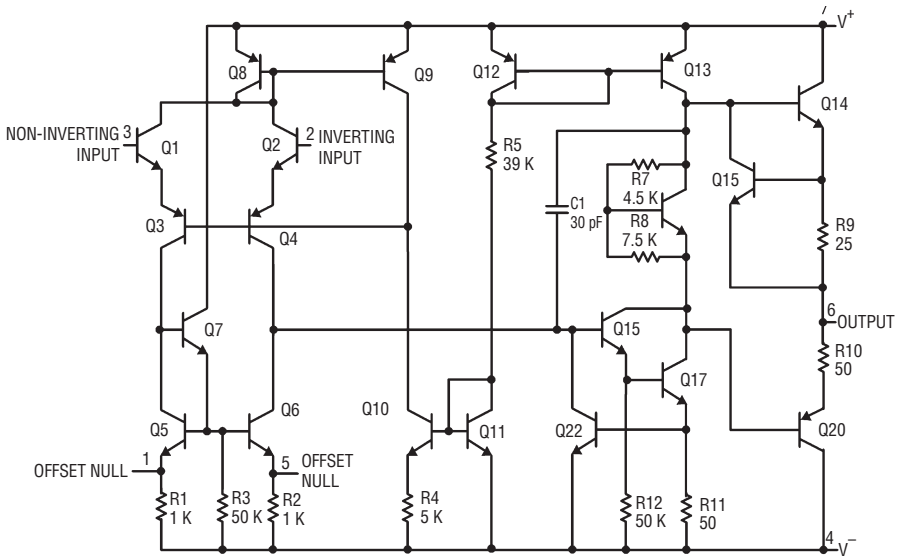 V+
Q8
Q9
Q12
Q13
Q14
NON-INVERTING 3
INPUT
Q1
Q2
2 INVERTING
INPUT
R5
39 K
Q15
R7
4.5 K
C1
30 pF
R8
7.5 K
Q3
Q4
R9
25
6
OUTPUT
Q7
Q15
R10
50
Q17
Q5
Q6
Q10
Q11
Q22
Q20
OFFSET NULL 1
5 OFFSET
NULL
R1
1 K
R3
50 K
R2
1 K
R4
5 K
R12
50 K
R11
50
4
V−